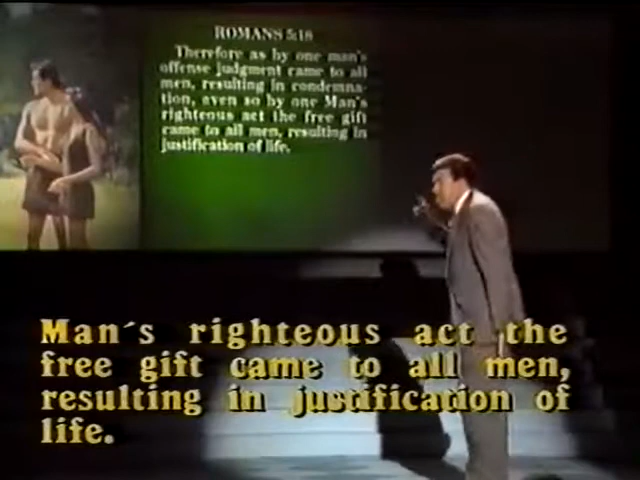 ROMANS 5:18
Therefore as by one man's
offense judgment came to all
men, resulting in condemna-
tion, even so by one Man's
righteous act the free gift
came to all men, resulting in
justification of life.
Man´s righteous act the
free gift came to all men,
resulting in justification of
life.